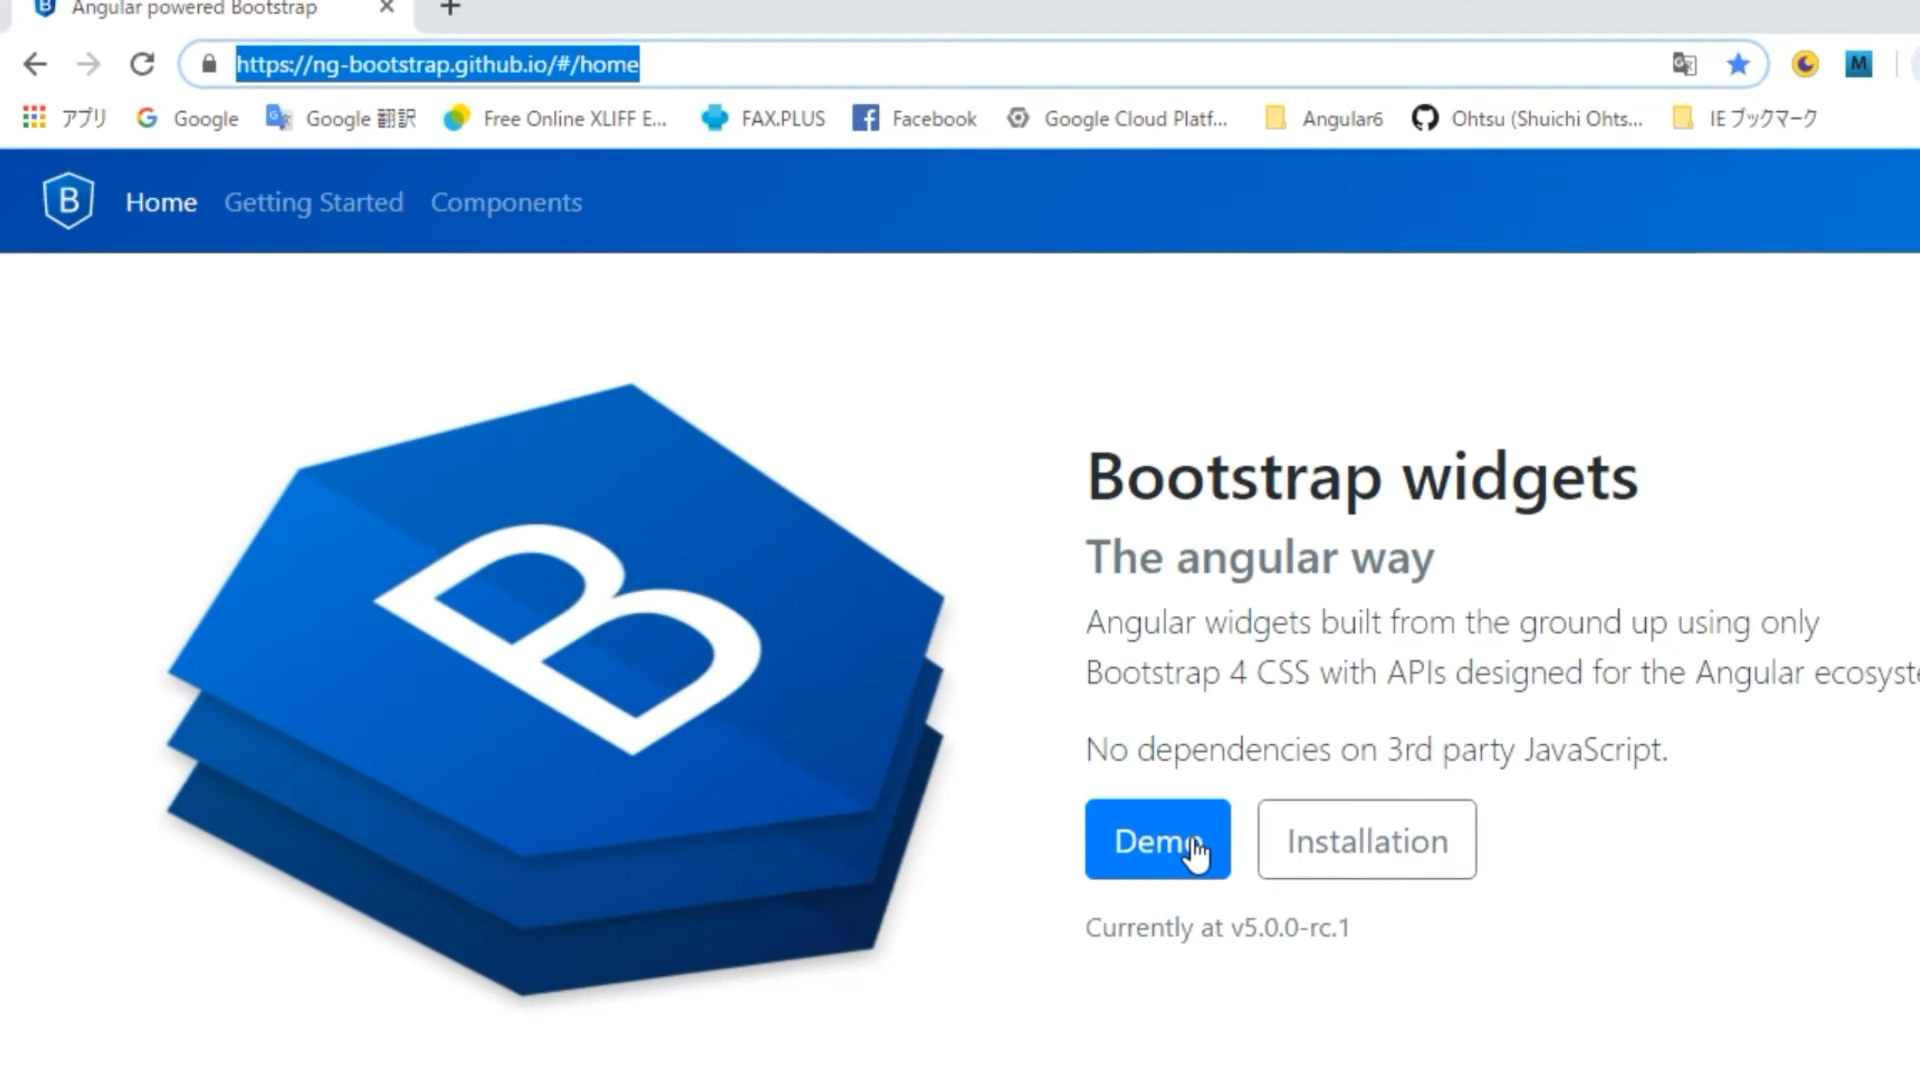 Angular powered Bootstrap
https://ng-bootstrap.github.io/#/home
アプリ Google Google 翻訳 Free Online XLIFF E... FAX.PLUS Facebook Google Cloud Platf... Angular6 Ohtsu (Shuichi Ohts... IE ブックマーク
B Home Getting Started Components
B
Bootstrap widgets
The angular way
Angular widgets built from the ground up using only
Bootstrap 4 CSS with APIs designed for the Angular ecosyste
No dependencies on 3rd party JavaScript.
Demo Installation
Currently at v5.0.0-rc.1